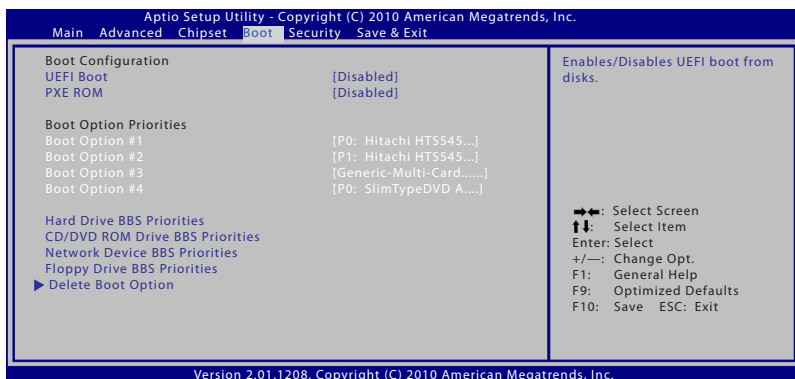 Aptio Setup Utility - Copyright (C) 2010 American Megatrends, Inc.
Main Advanced Chipset Boot Security Save & Exit
Boot Configuration
UEFI Boot [Disabled]
PXE ROM [Disabled]
Boot Option Priorities
Boot Option #1 [P0: Hitachi HTS545...]
Boot Option #2 [P1: Hitachi HTS545...]
Boot Option #3 [Generic-Multi-Card......]
Boot Option #4 [P0: SlimTypeDVD A....]
Hard Drive BBS Priorities
CD/DVD ROM Drive BBS Priorities
Network Device BBS Priorities
Floppy Drive BBS Priorities
Delete Boot Option
Enables/Disables UEFI boot from
disks.
: Select Screen
: Select Item
Enter: Select
+/—: Change Opt.
F1: General Help
F9: Optimized Defaults
F10: Save ESC: Exit
Version 2.01.1208. Copyright (C) 2010 American Megatrends, Inc.